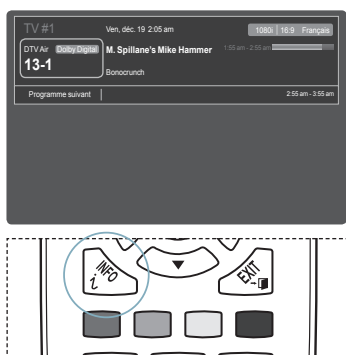 TV #1
Ven, déc. 19 2:05 am
1080i 16:9 Français
DTV Air Dolby Digital
M. Spillane's Mike Hammer
1:55 am - 2:55 am
13-1
Bonocrunch
Programme suivant
2:55 am - 3:55 am
INFO
i
EXIT